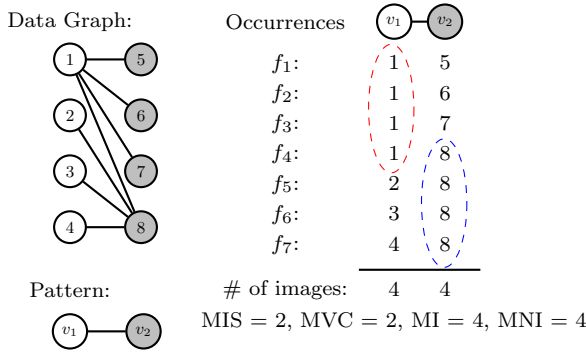 Data Graph:
1 5
2 6
3 7
4 8
Pattern:
v1 v2
Occurrences v1 v2
f1: 1 5
f2: 1 6
f3: 1 7
f4: 1 8
f5: 2 8
f6: 3 8
f7: 4 8
# of images: 4 4
MIS = 2, MVC = 2, MI = 4, MNI = 4